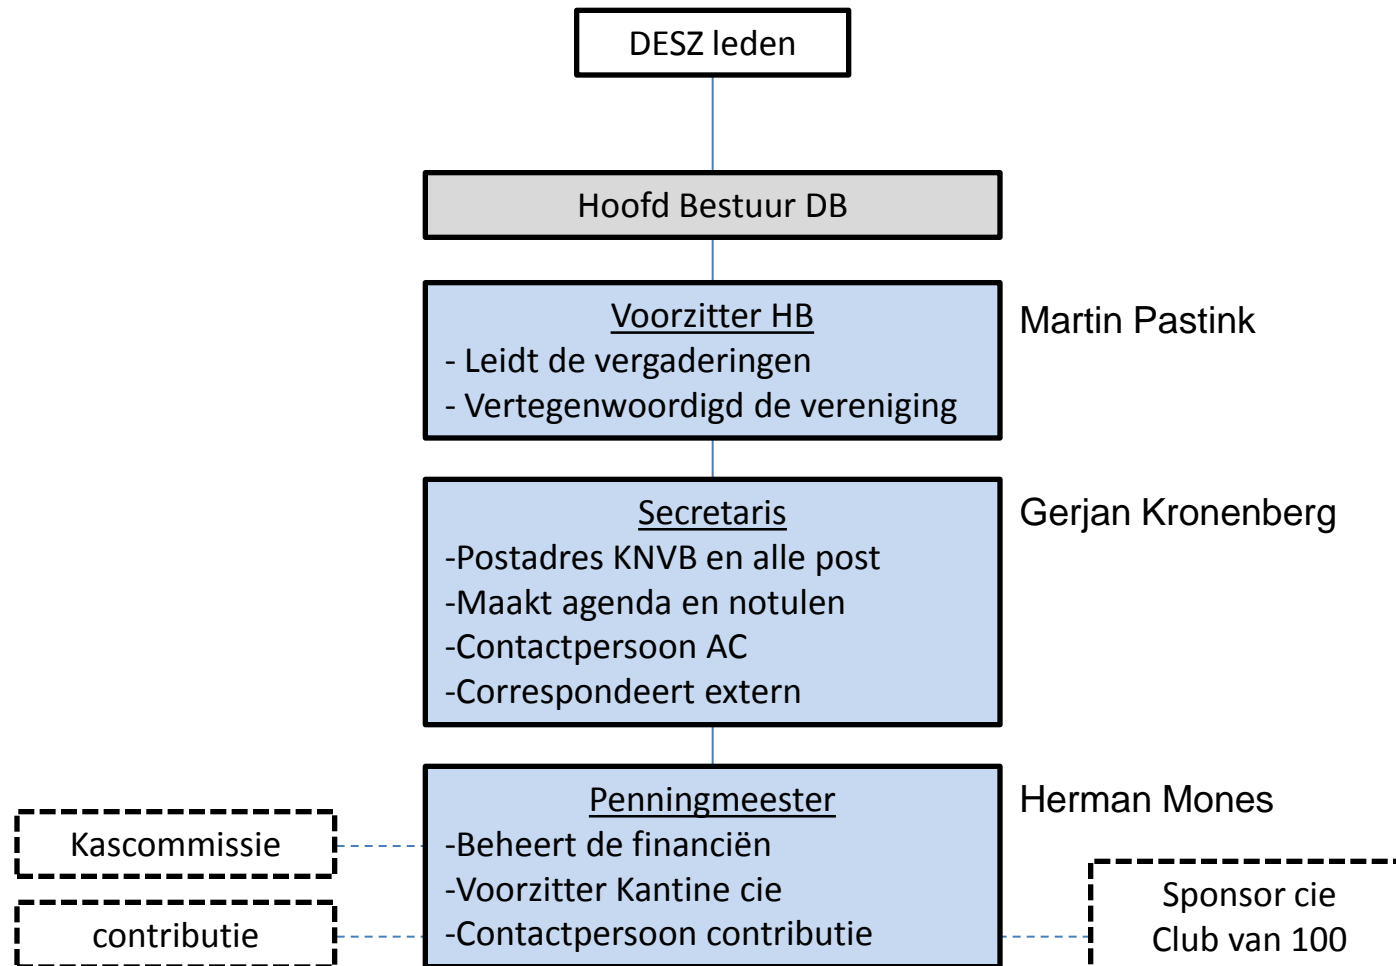 DESZ leden
Hoofd Bestuur DB
Voorzitter HB
- Leidt de vergaderingen
- Vertegenwoordigd de vereniging
Martin Pastink
Secretaris
-Postadres KNVB en alle post
-Maakt agenda en notulen
-Contactpersoon AC
-Correspondeert extern
Gerjan Kronenberg
Penningmeester
-Beheert de financiën
-Voorzitter Kantine cie
-Contactpersoon contributie
Herman Mones
Kascommissie
contributie
Sponsor cie
Club van 100